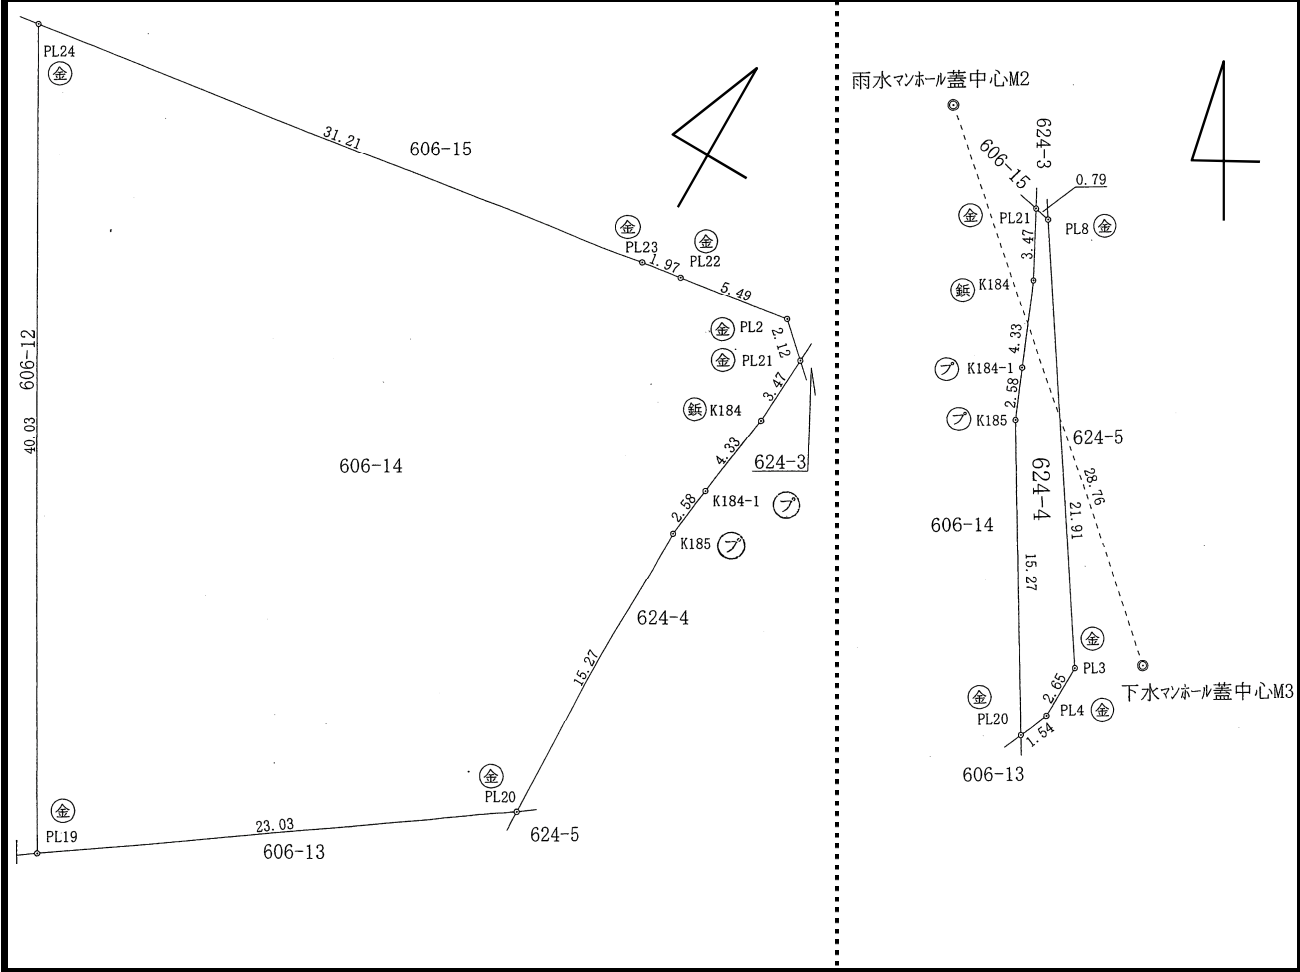 PL24
金
31.21
606-15
金
PL23
1.97
金
PL22
5.49
金 PL2
2.12
金 PL21
3.47
鋲 K184
4.33
624-3
606-12
40.03
606-14
2.58
K184-1 プ
K185 プ
624-4
15.27
金
PL20
624-5
金
PL19
23.03
606-13
雨水マンホール蓋中心M2
624-3
606-15
0.79
金 PL21
PL8 金
3.47
鋲 K184
4.33
プ K184-1
2.58
プ K185
624-5
624-4
28.76
21.91
606-14
15.27
金
PL3
下水マンホール蓋中心M3
2.65
金
PL20
PL4 金
1.54
606-13